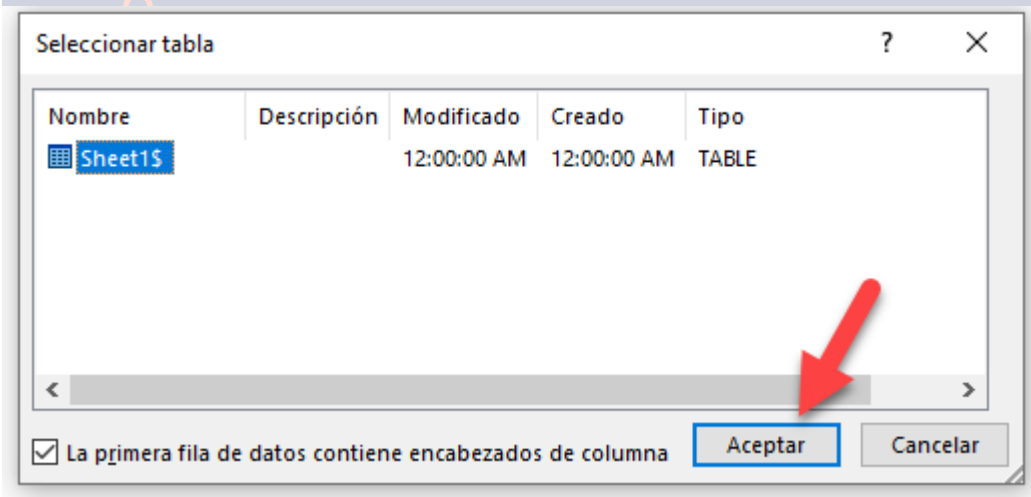 Seleccionar tabla ?
Nombre Descripción Modificado Creado Tipo
Sheet1$ 12:00:00 AM 12:00:00 AM TABLE
La primera fila de datos contiene encabezados de columna Aceptar Cancelar